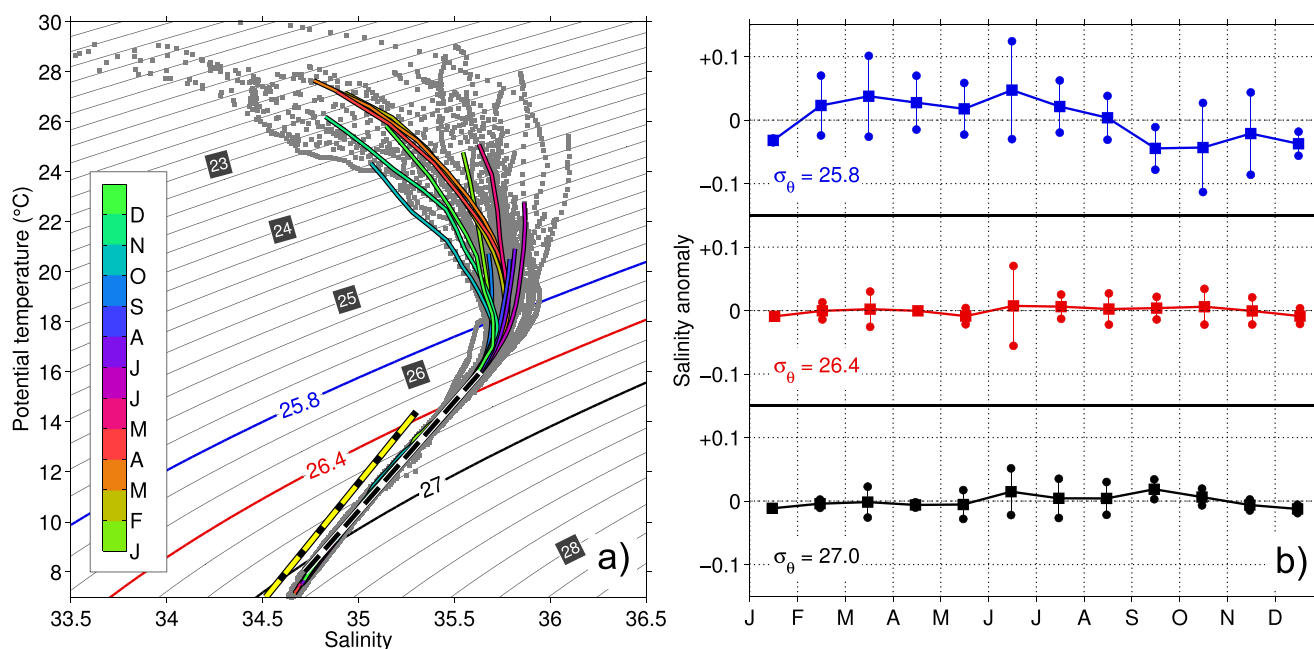 30
28
26
24
22
20
18
16
14
12
10
8
Potential temperature (°C)
33.5
34
34.5
35
35.5
36
36.5
Salinity
23
24
25
26
28
25.8
26.4
27
D
N
O
S
A
J
J
M
A
M
F
J
a)
Salinity anomaly
+0.1
0
−0.1
σθ = 25.8
+0.1
0
−0.1
σθ = 26.4
+0.1
0
−0.1
σθ = 27.0
b)
J F M A M J J A S O N D